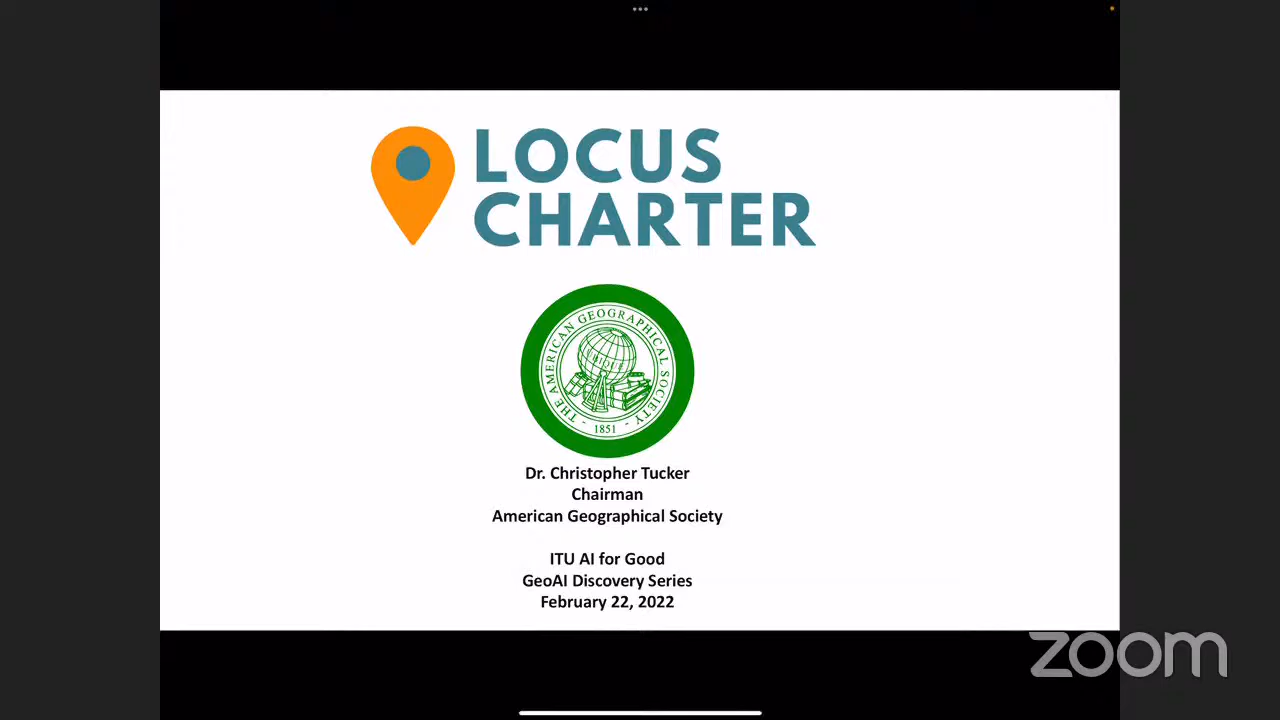 LOCUS
CHARTER
THE AMERICAN GEOGRAPHICAL SOCIETY
UBIQUE
- 1851 -
Dr. Christopher Tucker
Chairman
American Geographical Society
ITU AI for Good
GeoAI Discovery Series
February 22, 2022
zoom